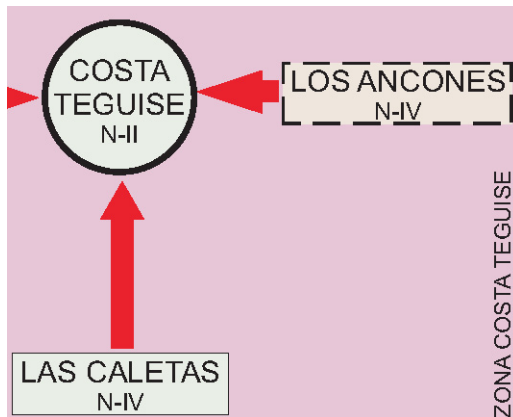 COSTA
TEGUISE
N-II
LOS ANCONES
N-IV
ZONA COSTA TEGUISE
LAS CALETAS
N-IV